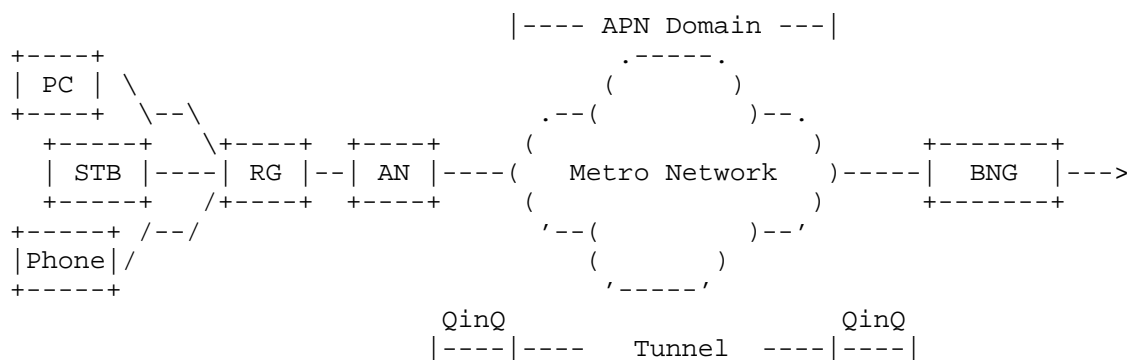 |---- APN Domain ---|
PC
STB
RG
AN
Metro Network
BNG
Phone
QinQ QinQ
|----|---- Tunnel ----|----|